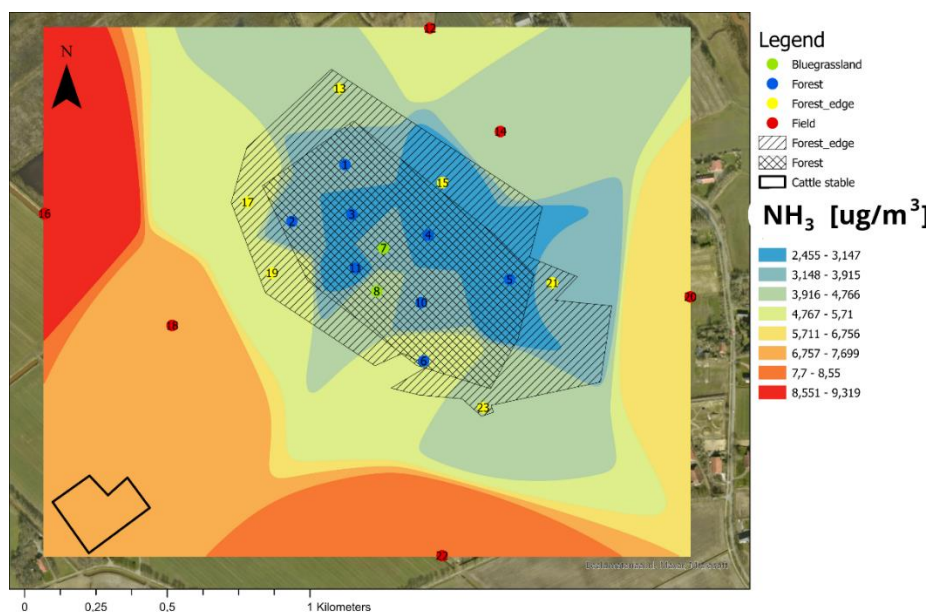 N
12
13
14
1
15
17
16
2
3
4
7
19
11
5
21
8
10
20
18
6
23
22
0
0,25
0,5
1 Kilometers
Legend
Bluegrassland
Forest
Forest_edge
Field
Forest_edge
Forest
Cattle stable
NH3 [ug/m³]
2,455 - 3,147
3,148 - 3,915
3,916 - 4,766
4,767 - 5,71
5,711 - 6,756
6,757 - 7,699
7,7 - 8,55
8,551 - 9,319